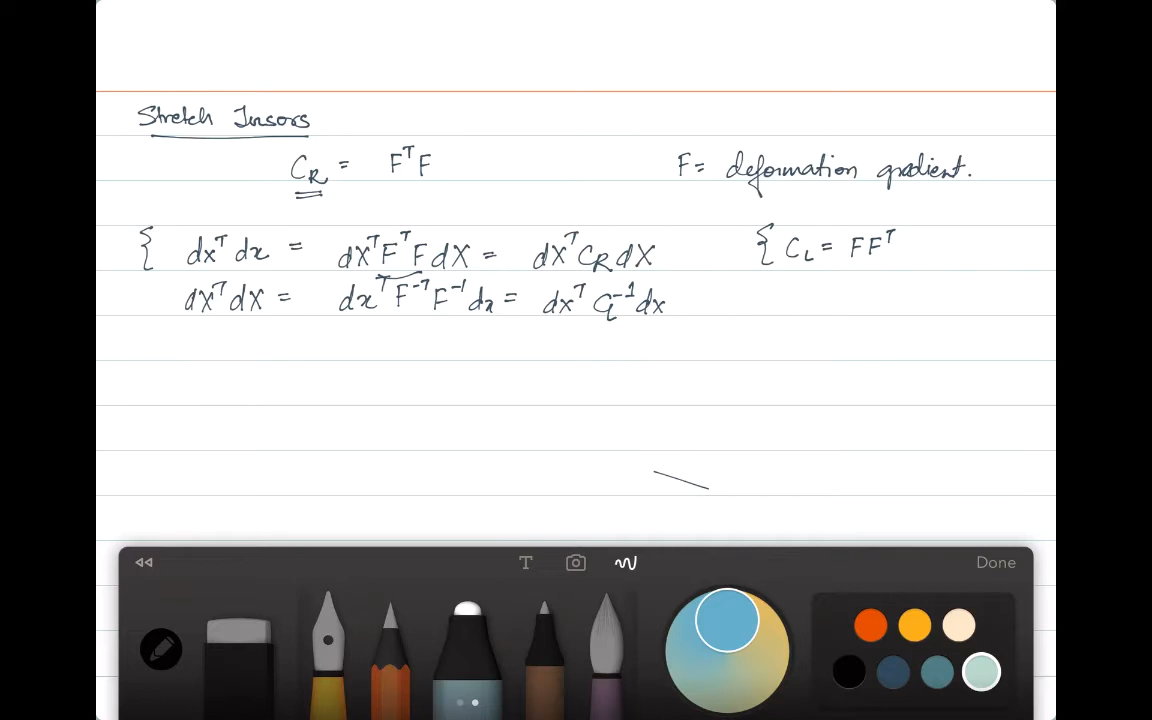 Stretch Tensors
C_R = F^T F    F = deformation gradient.
{ dx^T dx = dX^T F^T F dX = dX^T C_R dX    { C_L = FF^T
dX^T dX = dx^T F^-T F^-1 dx = dx^T C_L^-1 dx
T
Done